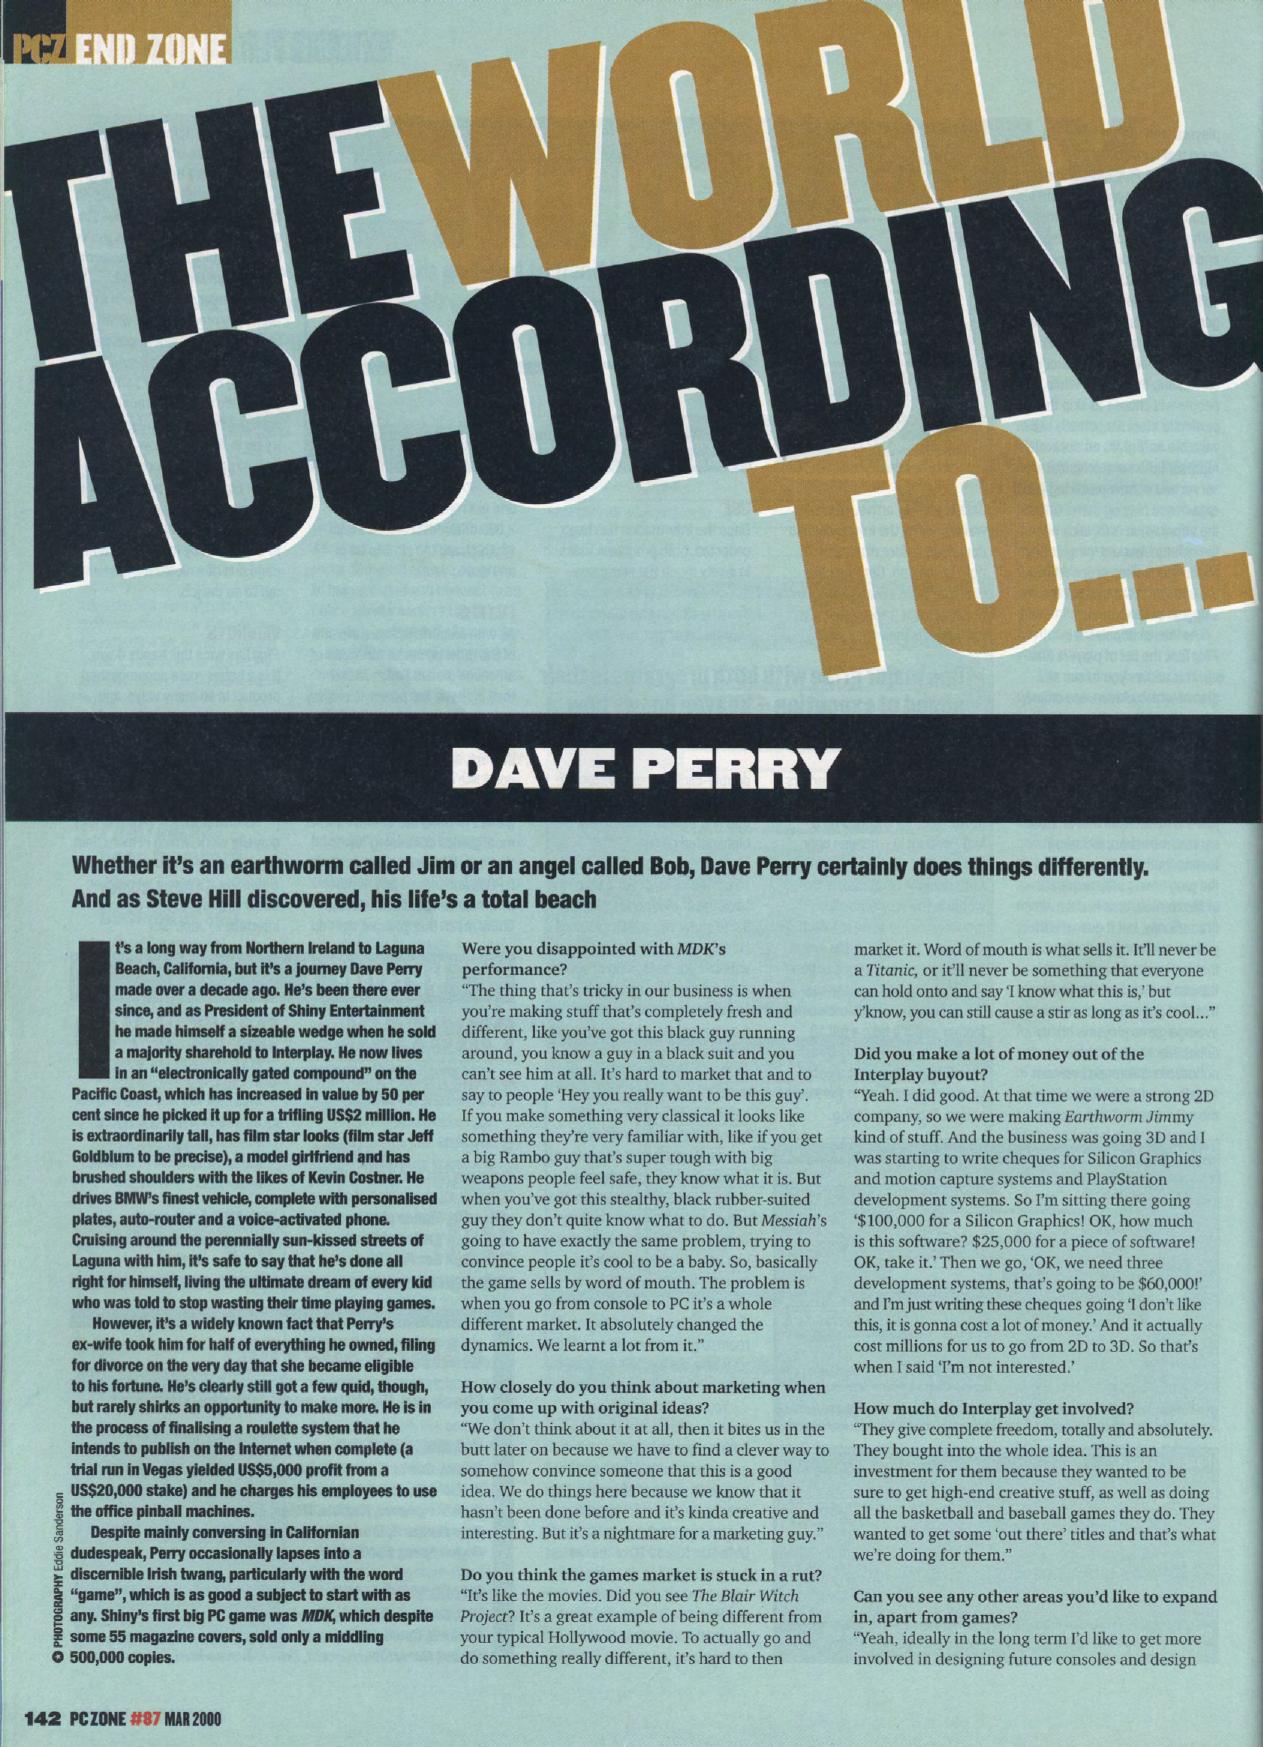 PCZ END ZONE
THE WORLD
ACCORDING
TO...
DAVE PERRY
Whether it's an earthworm called Jim or an angel called Bob, Dave Perry certainly does things differently.
And as Steve Hill discovered, his life's a total beach
It's a long way from Northern Ireland to Laguna
Beach, California, but it's a journey Dave Perry
made over a decade ago. He's been there ever
since, and as President of Shiny Entertainment
he made himself a sizeable wedge when he sold
a majority sharehold to Interplay. He now lives
in an "electronically gated compound" on the
Pacific Coast, which has increased in value by 50 per
cent since he picked it up for a trifling US$2 million. He
is extraordinarily tall, has film star looks (film star Jeff
Goldblum to be precise), a model girlfriend and has
brushed shoulders with the likes of Kevin Costner. He
drives BMW's finest vehicle, complete with personalised
plates, auto-router and a voice-activated phone.
Cruising around the perennially sun-kissed streets of
Laguna with him, it's safe to say that he's done all
right for himself, living the ultimate dream of every kid
who was told to stop wasting their time playing games.
However, it's a widely known fact that Perry's
ex-wife took him for half of everything he owned, filing
for divorce on the very day that she became eligible
to his fortune. He's clearly still got a few quid, though,
but rarely shirks an opportunity to make more. He is in
the process of finalising a roulette system that he
intends to publish on the Internet when complete (a
trial run in Vegas yielded US$5,000 profit from a
US$20,000 stake) and he charges his employees to use
the office pinball machines.
Despite mainly conversing in Californian
dudespeak, Perry occasionally lapses into a
discernible Irish twang, particularly with the word
"game", which is as good a subject to start with as
any. Shiny's first big PC game was MDK, which despite
some 55 magazine covers, sold only a middling
500,000 copies.
Were you disappointed with MDK's
performance?
"The thing that's tricky in our business is when
you're making stuff that's completely fresh and
different, like you've got this black guy running
around, you know a guy in a black suit and you
can't see him at all. It's hard to market that and to
say to people 'Hey you really want to be this guy'.
If you make something very classical it looks like
something they're very familiar with, like if you get
a big Rambo guy that's super tough with big
weapons people feel safe, they know what it is. But
when you've got this stealthy, black rubber-suited
guy they don't quite know what to do. But Messiah's
going to have exactly the same problem, trying to
convince people it's cool to be a baby. So, basically
the game sells by word of mouth. The problem is
when you go from console to PC it's a whole
different market. It absolutely changed the
dynamics. We learnt a lot from it."
How closely do you think about marketing when
you come up with original ideas?
"We don't think about it at all, then it bites us in the
butt later on because we have to find a clever way to
somehow convince someone that this is a good
idea. We do things here because we know that it
hasn't been done before and it's kinda creative and
interesting. But it's a nightmare for a marketing guy."
Do you think the games market is stuck in a rut?
"It's like the movies. Did you see The Blair Witch
Project? It's a great example of being different from
your typical Hollywood movie. To actually go and
do something really different, it's hard to then
market it. Word of mouth is what sells it. It'll never be
a Titanic, or it'll never be something that everyone
can hold onto and say 'I know what this is,' but
y'know, you can still cause a stir as long as it's cool..."
Did you make a lot of money out of the
Interplay buyout?
"Yeah. I did good. At that time we were a strong 2D
company, so we were making Earthworm Jimmy
kind of stuff. And the business was going 3D and I
was starting to write cheques for Silicon Graphics
and motion capture systems and PlayStation
development systems. So I'm sitting there going
'$100,000 for a Silicon Graphics! OK, how much
is this software? $25,000 for a piece of software!
OK, take it.' Then we go, 'OK, we need three
development systems, that's going to be $60,000!'
and I'm just writing these cheques going 'I don't like
this, it is gonna cost a lot of money.' And it actually
cost millions for us to go from 2D to 3D. So that's
when I said 'I'm not interested.'
How much do Interplay get involved?
"They give complete freedom, totally and absolutely.
They bought into the whole idea. This is an
investment for them because they wanted to be
sure to get high-end creative stuff, as well as doing
all the basketball and baseball games they do. They
wanted to get some 'out there' titles and that's what
we're doing for them."
Can you see any other areas you'd like to expand
in, apart from games?
"Yeah, ideally in the long term I'd like to get more
involved in designing future consoles and design
PHOTOGRAPHY Eddie Sanderson
142 PC ZONE #87 MAR 2000